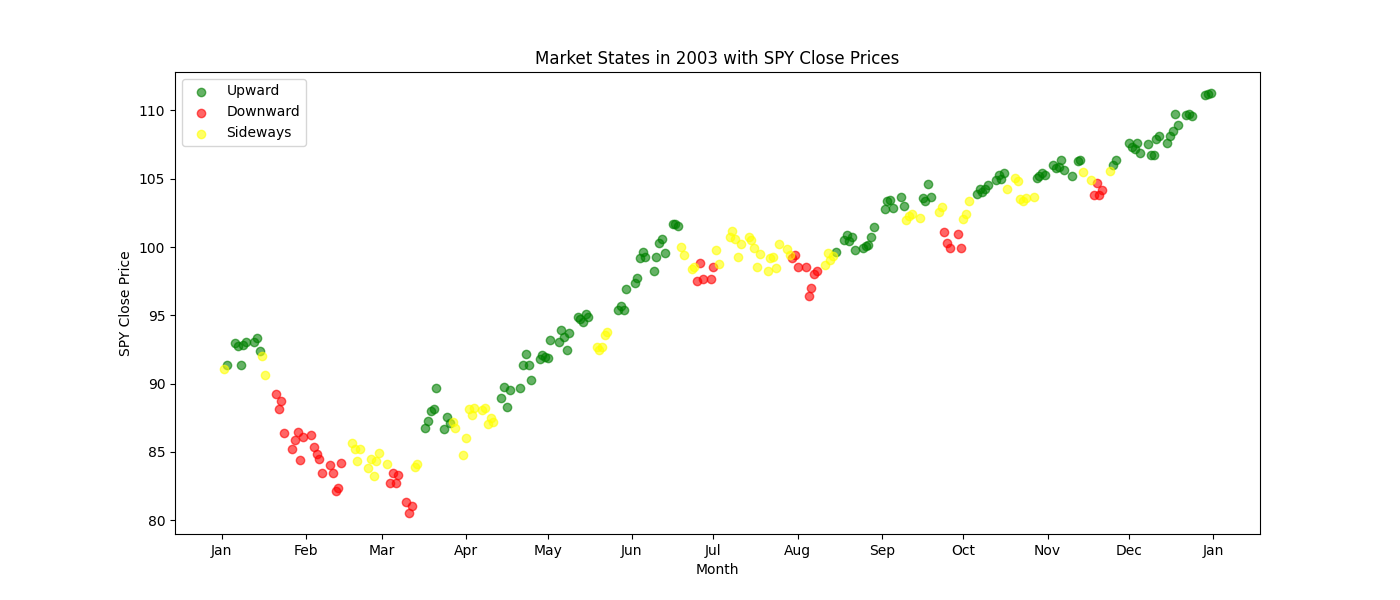 Market States in 2003 with SPY Close Prices
Upward
Downward
Sideways
110
105
100
95
90
85
80
SPY Close Price
Jan Feb Mar Apr May Jun Jul Aug Sep Oct Nov Dec Jan
Month